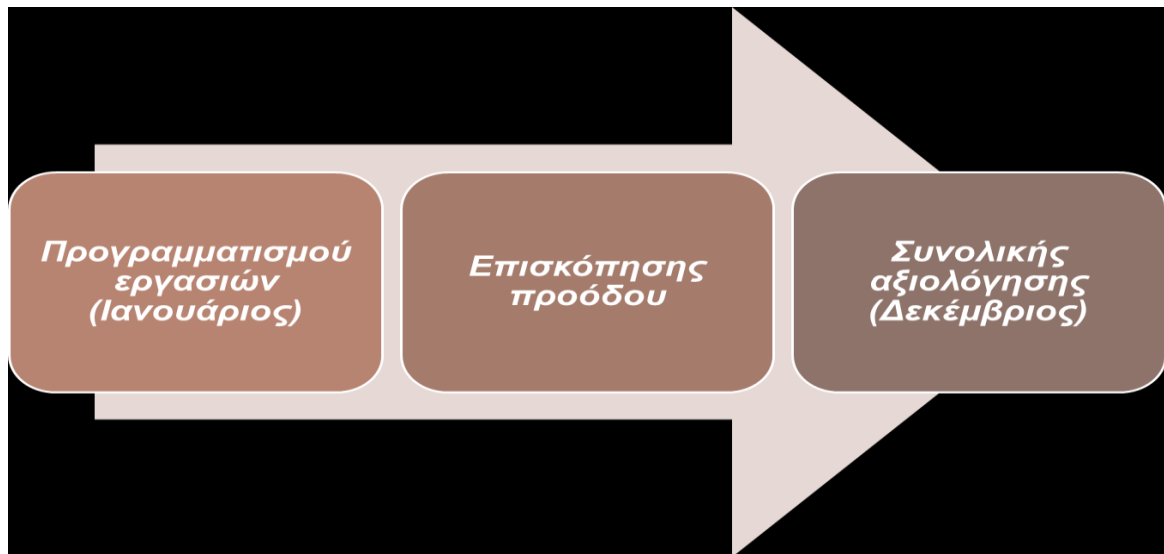 Προγραμματισμού
εργασιών
(Ιανουάριος)
Επισκόπησης
προόδου
Συνολικής
αξιολόγησης
(Δεκέμβριος)